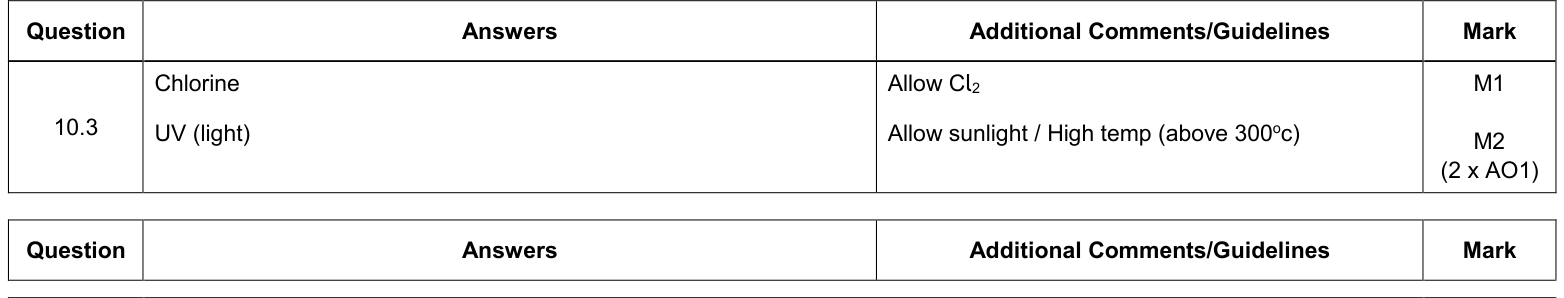 Question Answers Additional Comments/Guidelines Mark
10.3
Chlorine Allow Cl₂ M1
UV (light) Allow sunlight / High temp (above 300ºc) M2
(2 x AO1)
Question Answers Additional Comments/Guidelines Mark